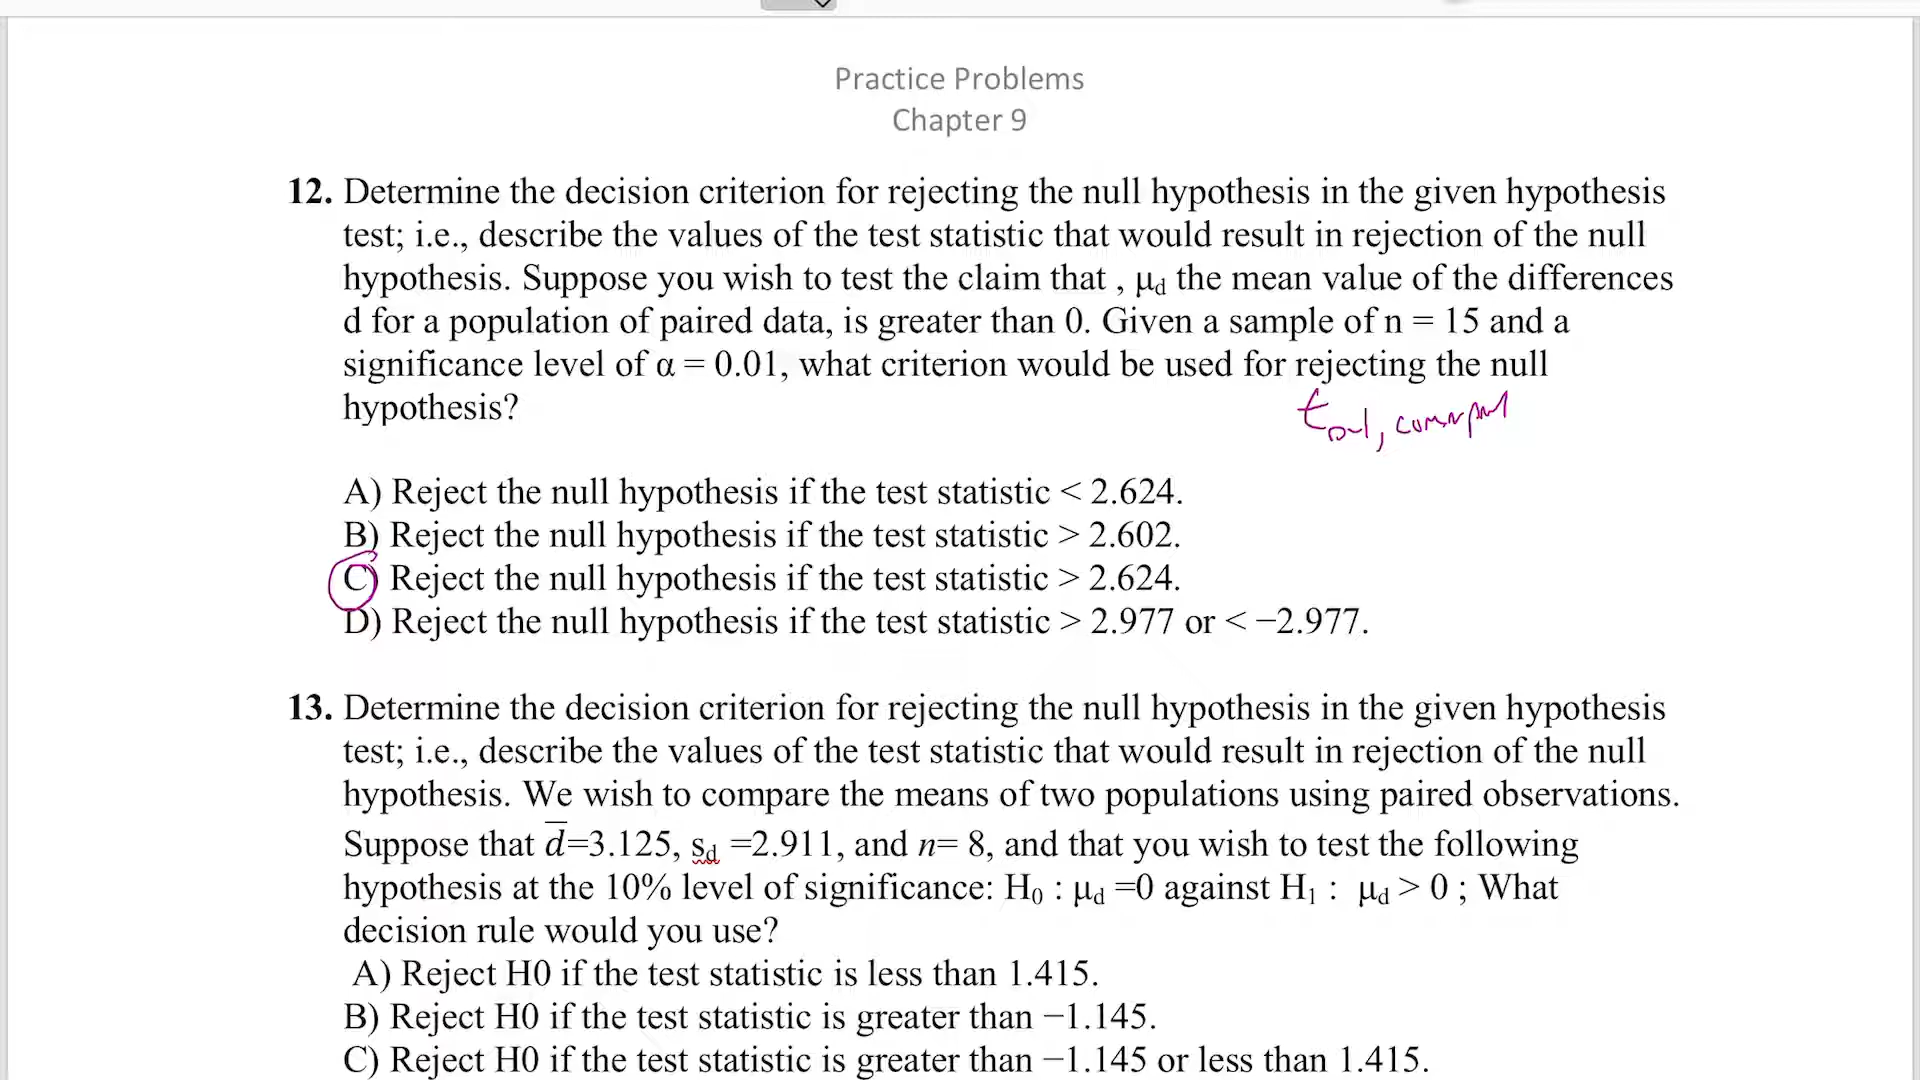 Practice Problems
Chapter 9
12. Determine the decision criterion for rejecting the null hypothesis in the given hypothesis
test; i.e., describe the values of the test statistic that would result in rejection of the null
hypothesis. Suppose you wish to test the claim that , μd the mean value of the differences
d for a population of paired data, is greater than 0. Given a sample of n = 15 and a
significance level of α = 0.01, what criterion would be used for rejecting the null
hypothesis?
A) Reject the null hypothesis if the test statistic < 2.624.
B) Reject the null hypothesis if the test statistic > 2.602.
C) Reject the null hypothesis if the test statistic > 2.624.
D) Reject the null hypothesis if the test statistic > 2.977 or < −2.977.
13. Determine the decision criterion for rejecting the null hypothesis in the given hypothesis
test; i.e., describe the values of the test statistic that would result in rejection of the null
hypothesis. We wish to compare the means of two populations using paired observations.
Suppose that d̅=3.125, sd =2.911, and n= 8, and that you wish to test the following
hypothesis at the 10% level of significance: H₀ : μd =0 against H₁ : μd > 0 ; What
decision rule would you use?
A) Reject H0 if the test statistic is less than 1.415.
B) Reject H0 if the test statistic is greater than −1.145.
C) Reject H0 if the test statistic is greater than −1.145 or less than 1.415.